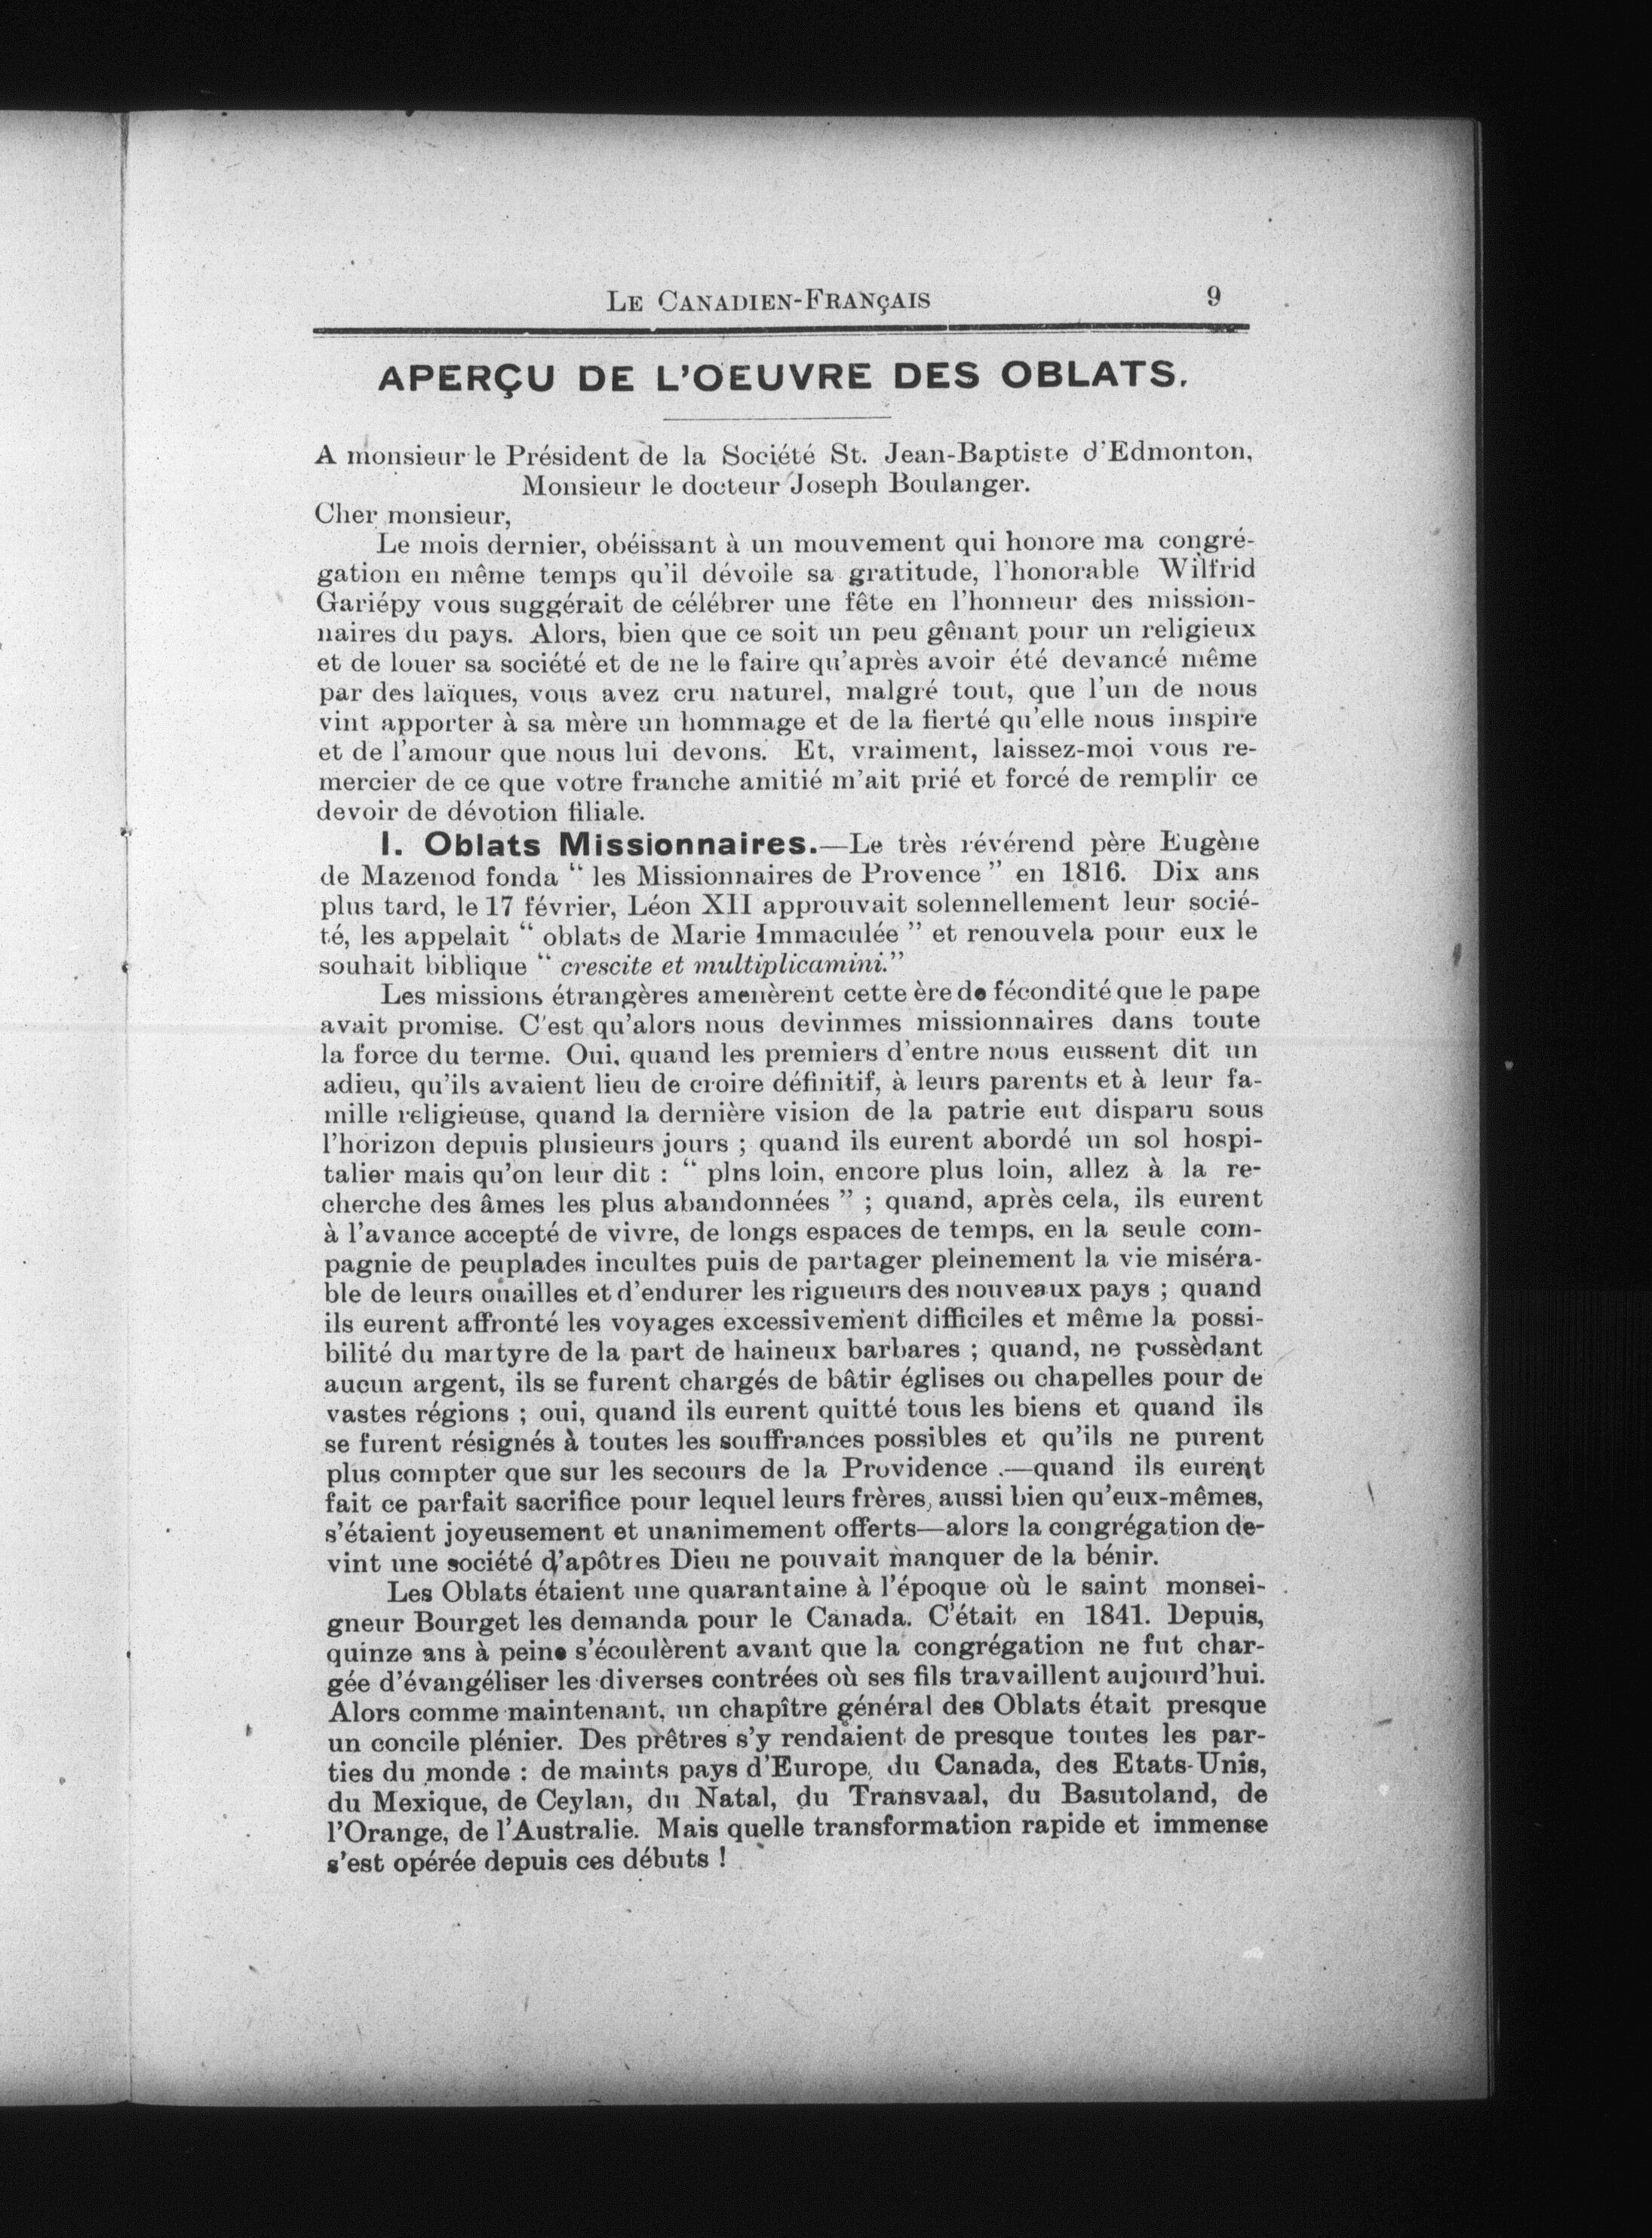 LE CANADIEN-FRANÇAIS 9
APERÇU DE L'OEUVRE DES OBLATS.
A monsieur le Président de la Société St. Jean-Baptiste d'Edmonton,
Monsieur le docteur Joseph Boulanger.
Cher monsieur,
Le mois dernier, obéissant à un mouvement qui honore ma congré-
gation en même temps qu'il dévoile sa gratitude, l'honorable Wilfrid
Gariépy vous suggérait de célébrer une fête en l'honneur des mission-
naires du pays. Alors, bien que ce soit un peu gênant pour un religieux
et de louer sa société et de ne le faire qu'après avoir été devancé même
par des laïques, vous avez cru naturel, malgré tout, que l'un de nous
vint apporter à sa mère un hommage et de la fierté qu'elle nous inspire
et de l'amour que nous lui devons. Et, vraiment, laissez-moi vous re-
mercier de ce que votre franche amitié m'ait prié et forcé de remplir ce
devoir de dévotion filiale.
I. Oblats Missionnaires.—Le très révérend père Eugène
de Mazenod fonda “ les Missionnaires de Provence ” en 1816. Dix ans
plus tard, le 17 février, Léon XII approuvait solennellement leur socié-
té, les appelait “ oblats de Marie Immaculée ” et renouvela pour eux le
souhait biblique “ crescite et multiplicamini.”
Les missions étrangères amenèrent cette ère de fécondité que le pape
avait promise. C'est qu'alors nous devinmes missionnaires dans toute
la force du terme. Oui, quand les premiers d'entre nous eussent dit un
adieu, qu'ils avaient lieu de croire définitif, à leurs parents et à leur fa-
mille religieuse, quand la dernière vision de la patrie eut disparu sous
l'horizon depuis plusieurs jours ; quand ils eurent abordé un sol hospi-
talier mais qu'on leur dit : “ plns loin, encore plus loin, allez à la re-
cherche des âmes les plus abandonnées ” ; quand, après cela, ils eurent
à l'avance accepté de vivre, de longs espaces de temps, en la seule com-
pagnie de peuplades incultes puis de partager pleinement la vie miséra-
ble de leurs ouailles et d'endurer les rigueurs des nouveaux pays ; quand
ils eurent affronté les voyages excessivement difficiles et même la possi-
bilité du martyre de la part de haineux barbares ; quand, ne possèdant
aucun argent, ils se furent chargés de bâtir églises ou chapelles pour de
vastes régions ; oui, quand ils eurent quitté tous les biens et quand ils
se furent résignés à toutes les souffrances possibles et qu'ils ne purent
plus compter que sur les secours de la Providence .—quand ils eurent
fait ce parfait sacrifice pour lequel leurs frères, aussi bien qu'eux-mêmes,
s'étaient joyeusement et unanimement offerts—alors la congrégation de-
vint une société d'apôtres Dieu ne pouvait manquer de la bénir.
Les Oblats étaient une quarantaine à l'époque où le saint monsei-
gneur Bourget les demanda pour le Canada. C'était en 1841. Depuis,
quinze ans à peine s'écoulèrent avant que la congrégation ne fut char-
gée d'évangéliser les diverses contrées où ses fils travaillent aujourd'hui.
Alors comme maintenant, un chapître général des Oblats était presque
un concile plénier. Des prêtres s'y rendaient de presque toutes les par-
ties du monde : de maints pays d'Europe, du Canada, des Etats-Unis,
du Mexique, de Ceylan, du Natal, du Transvaal, du Basutoland, de
l'Orange, de l'Australie. Mais quelle transformation rapide et immense
s'est opérée depuis ces débuts !